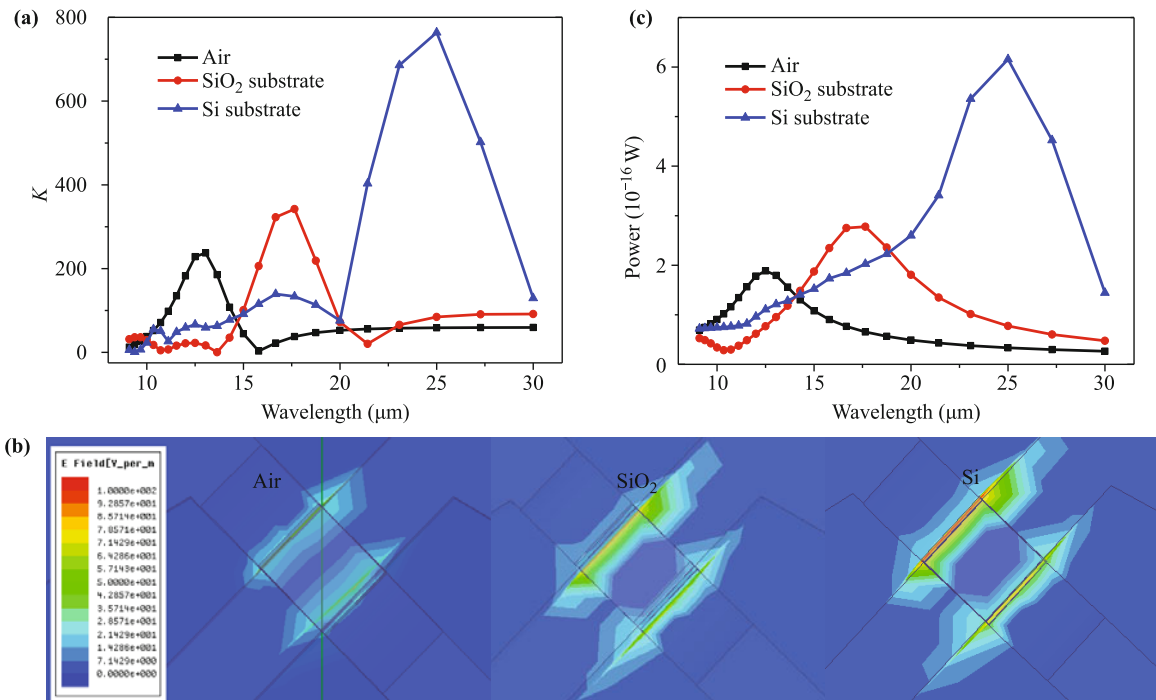 (a)
800
600
400
200
0
K
Air
SiO₂ substrate
Si substrate
10
15
20
25
30
Wavelength (μm)
(c)
6
4
2
0
Power (10⁻¹⁶ W)
Air
SiO₂ substrate
Si substrate
10
15
20
25
30
Wavelength (μm)
(b)
E Field[V_per_m
1.0000e+002
9.2857e+001
8.5714e+001
7.8571e+001
7.1429e+001
6.4286e+001
5.7143e+001
5.0000e+001
4.2857e+001
3.5714e+001
2.8571e+001
2.1429e+001
1.4286e+001
7.1429e+000
0.0000e+000
Air
SiO₂
Si